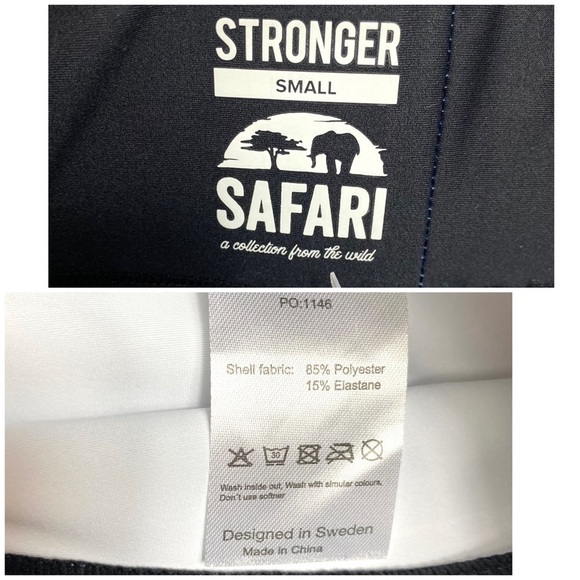 STRONGER
SMALL
SAFARI
a collection from the wild
PO:1146
Shell fabric: 85% Polyester
15% Elastane
30
Wash inside out, Wash with simular colours,
Don't use softner
Designed in Sweden
Made in China